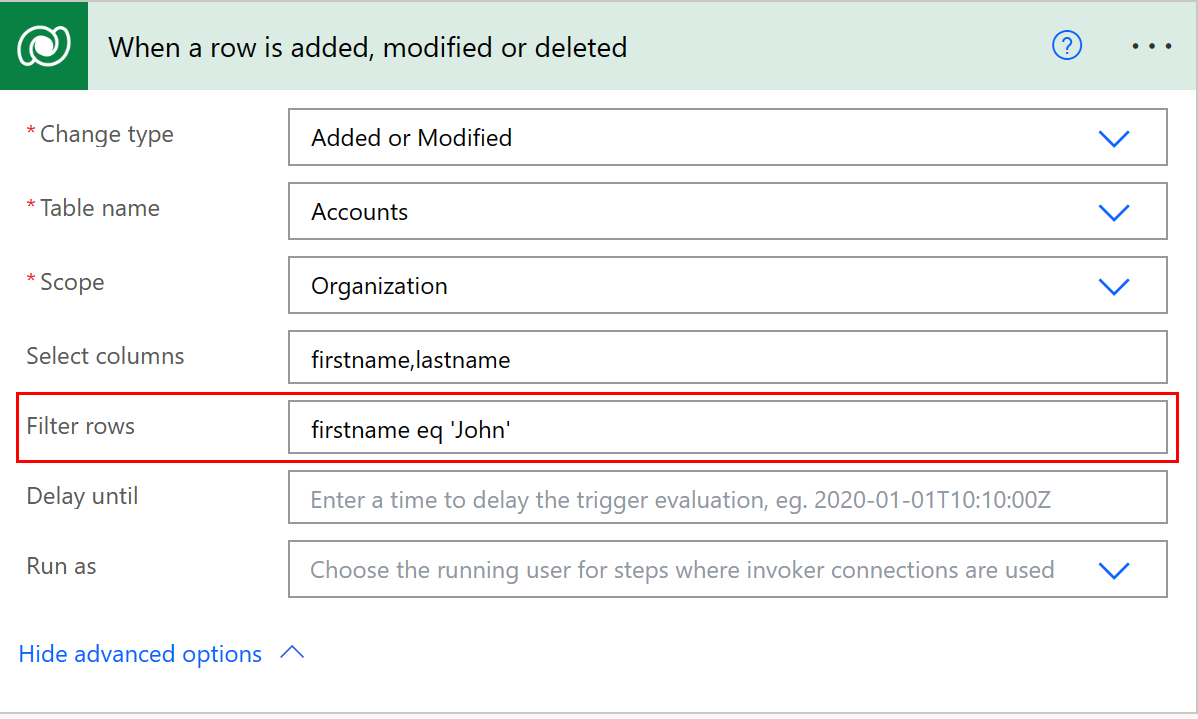 When a row is added, modified or deleted
? ...
* Change type
Added or Modified
* Table name
Accounts
* Scope
Organization
Select columns
firstname,lastname
Filter rows
firstname eq 'John'
Delay until
Enter a time to delay the trigger evaluation, eg. 2020-01-01T10:10:00Z
Run as
Choose the running user for steps where invoker connections are used
Hide advanced options